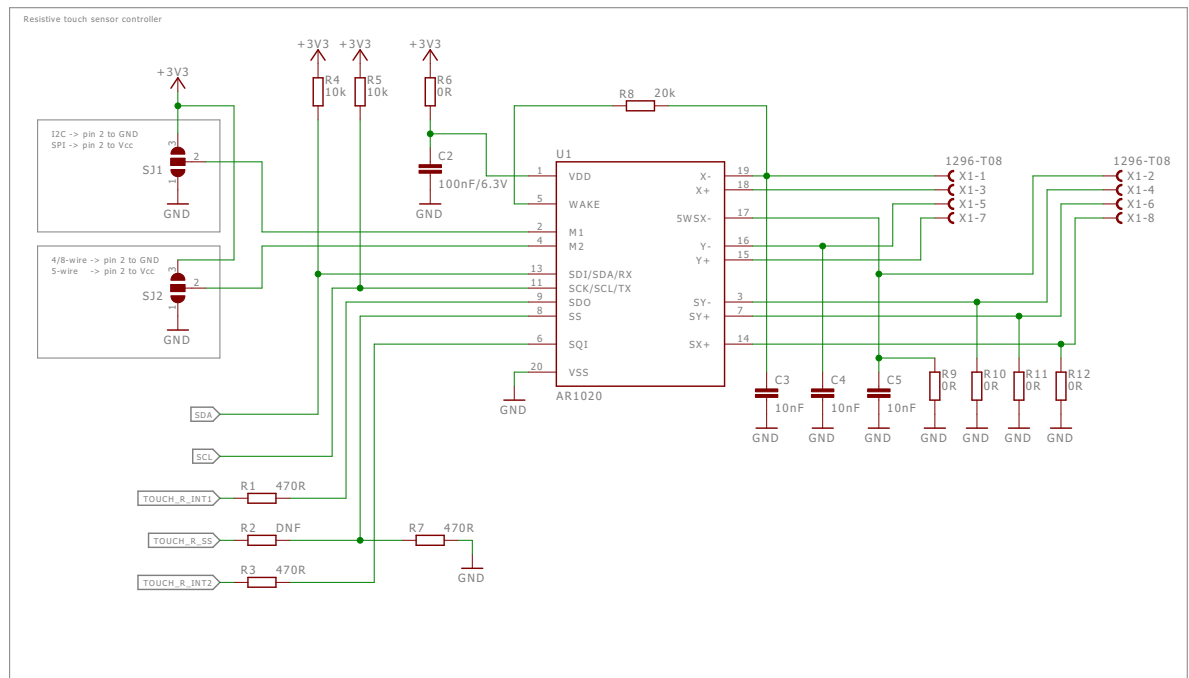 Resistive touch sensor controller
+3V3
+3V3
+3V3
+3V3
R4
10k
R5
10k
R6
0R
R8
20k
I2C -> pin 2 to GND
SPI -> pin 2 to Vcc
3
2
1
SJ1
GND
C2
100nF/6.3V
GND
4/8-wire -> pin 2 to GND
5-wire -> pin 2 to Vcc
3
2
1
SJ2
GND
U1
1
VDD
5
WAKE
2
M1
4
M2
13
SDI/SDA/RX
11
SCK/SCL/TX
9
SDO
8
SS
6
SQI
20
VSS
X-
19
X+
18
5WSX-
17
Y-
16
Y+
15
SY-
3
SY+
7
SX+
14
AR1020
GND
1296-T08
X1-1
X1-3
X1-5
X1-7
1296-T08
X1-2
X1-4
X1-6
X1-8
C3
10nF
GND
C4
10nF
GND
C5
10nF
GND
R9
0R
GND
R10
0R
GND
R11
0R
GND
R12
0R
GND
SDA
SCL
TOUCH_R_INT1
R1
470R
TOUCH_R_SS
R2
DNF
R7
470R
GND
TOUCH_R_INT2
R3
470R